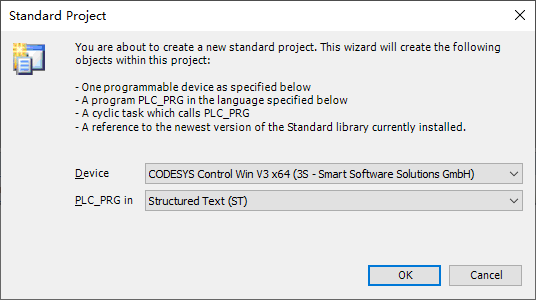 Standard Project
You are about to create a new standard project. This wizard will create the following
objects within this project:
- One programmable device as specified below
- A program PLC_PRG in the language specified below
- A cyclic task which calls PLC_PRG
- A reference to the newest version of the Standard library currently installed.
Device CODESYS Control Win V3 x64 (3S - Smart Software Solutions GmbH)
PLC_PRG in Structured Text (ST)
OK Cancel